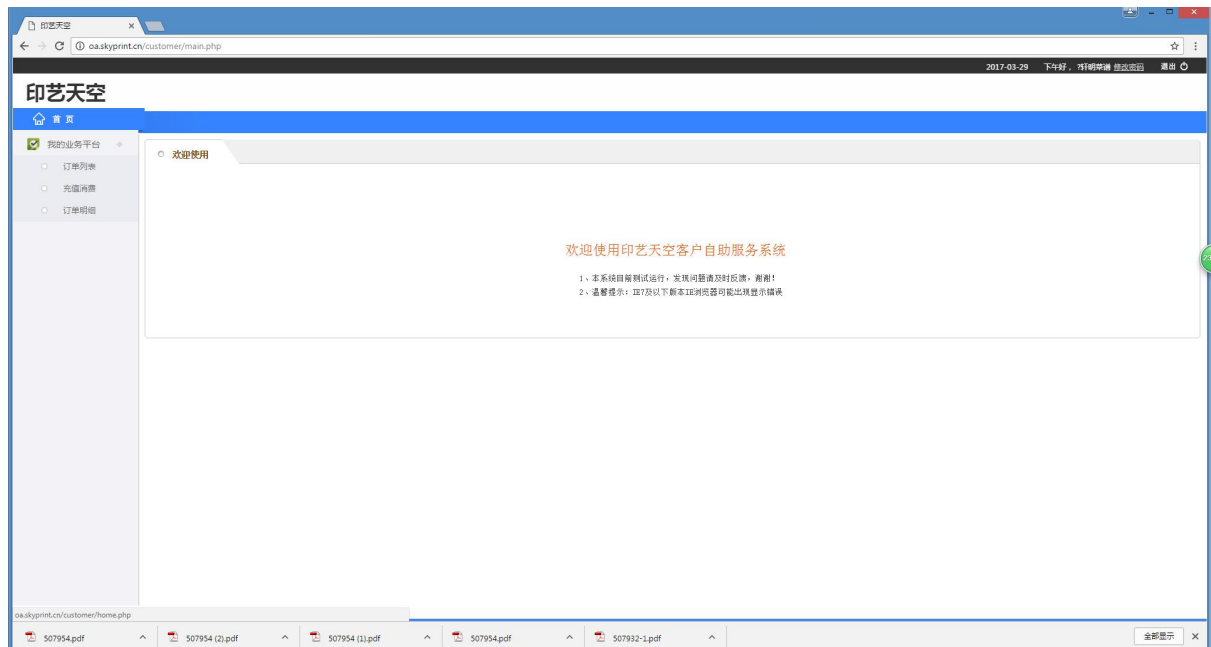 印艺天空
oa.skyprint.cn/customer/main.php
2017-03-29 下午好， 修改密码 退出
印艺天空
首 页
我的业务平台
订单列表
充值消费
订单明细
欢迎使用
欢迎使用印艺天空客户自助服务系统
1、本系统目前测试运行，发现问题请及时反馈，谢谢！
2、温馨提示：IE7及以下版本IE浏览器可能出现显示错误
oa.skyprint.cn/customer/home.php
507954.pdf 507954 (2).pdf 507954 (1).pdf 507954.pdf 507932-1.pdf 全部显示